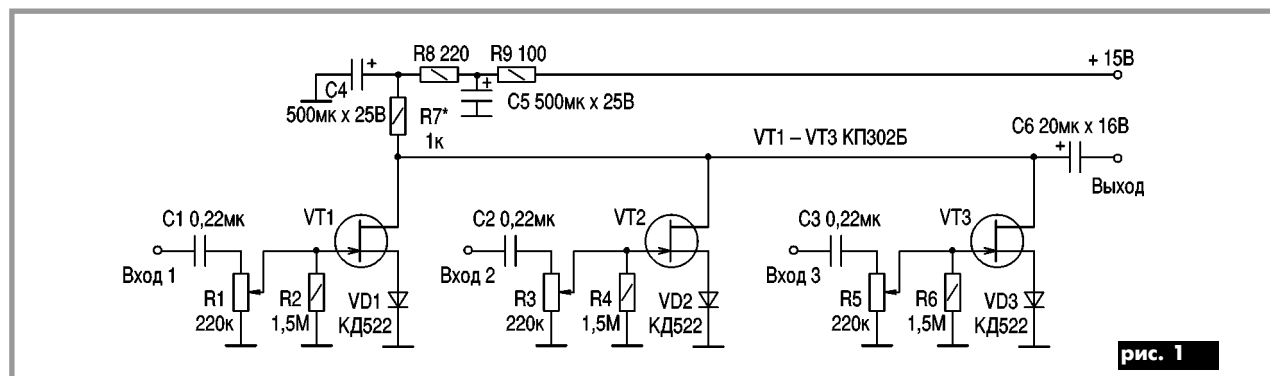 R8 220
R9 100
+ 15В
+
C4
500мк x 25В
+
C5 500мк x 25В
R7*
1к
VT1 – VT3 КП302Б
C6 20мк x 16В
+
Выход
C1 0,22мк
VT1
C2 0,22мк
VT2
C3 0,22мк
VT3
Вход 1
Вход 2
Вход 3
R1
220к
R2
1,5М
VD1
КД522
R3
220к
R4
1,5М
VD2
КД522
R5
220к
R6
1,5М
VD3
КД522
рис. 1